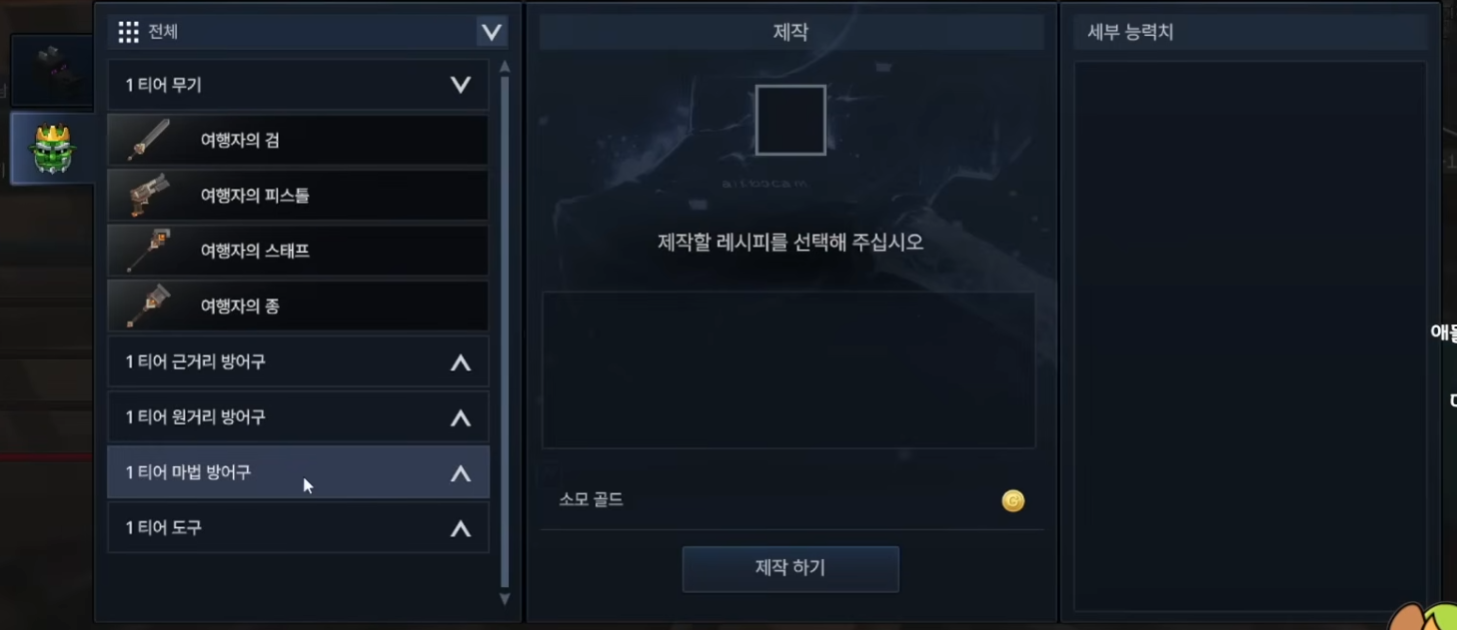 전체
1 티어 무기
여행자의 검
여행자의 피스톨
여행자의 스태프
여행자의 종
1 티어 근거리 방어구
1 티어 원거리 방어구
1 티어 마법 방어구
1 티어 도구
제작
제작할 레시피를 선택해 주십시오
소모 골드
제작 하기
세부 능력치